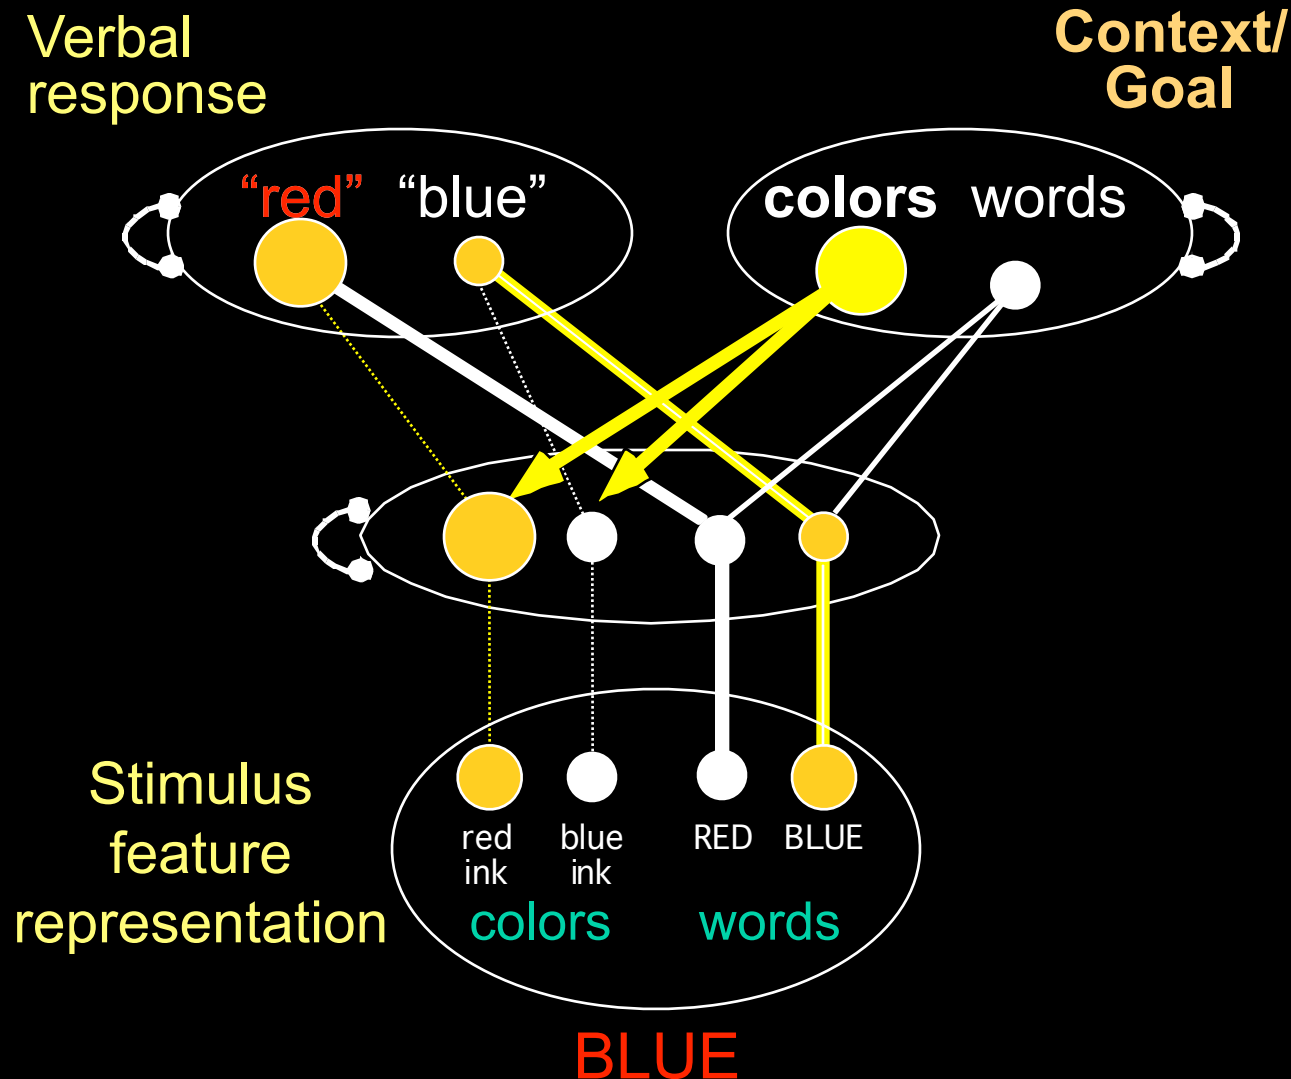 Verbal
response
Context/
Goal
“red” “blue”
colors words
Stimulus
feature
representation
red
ink
blue
ink
RED
BLUE
colors
words
BLUE